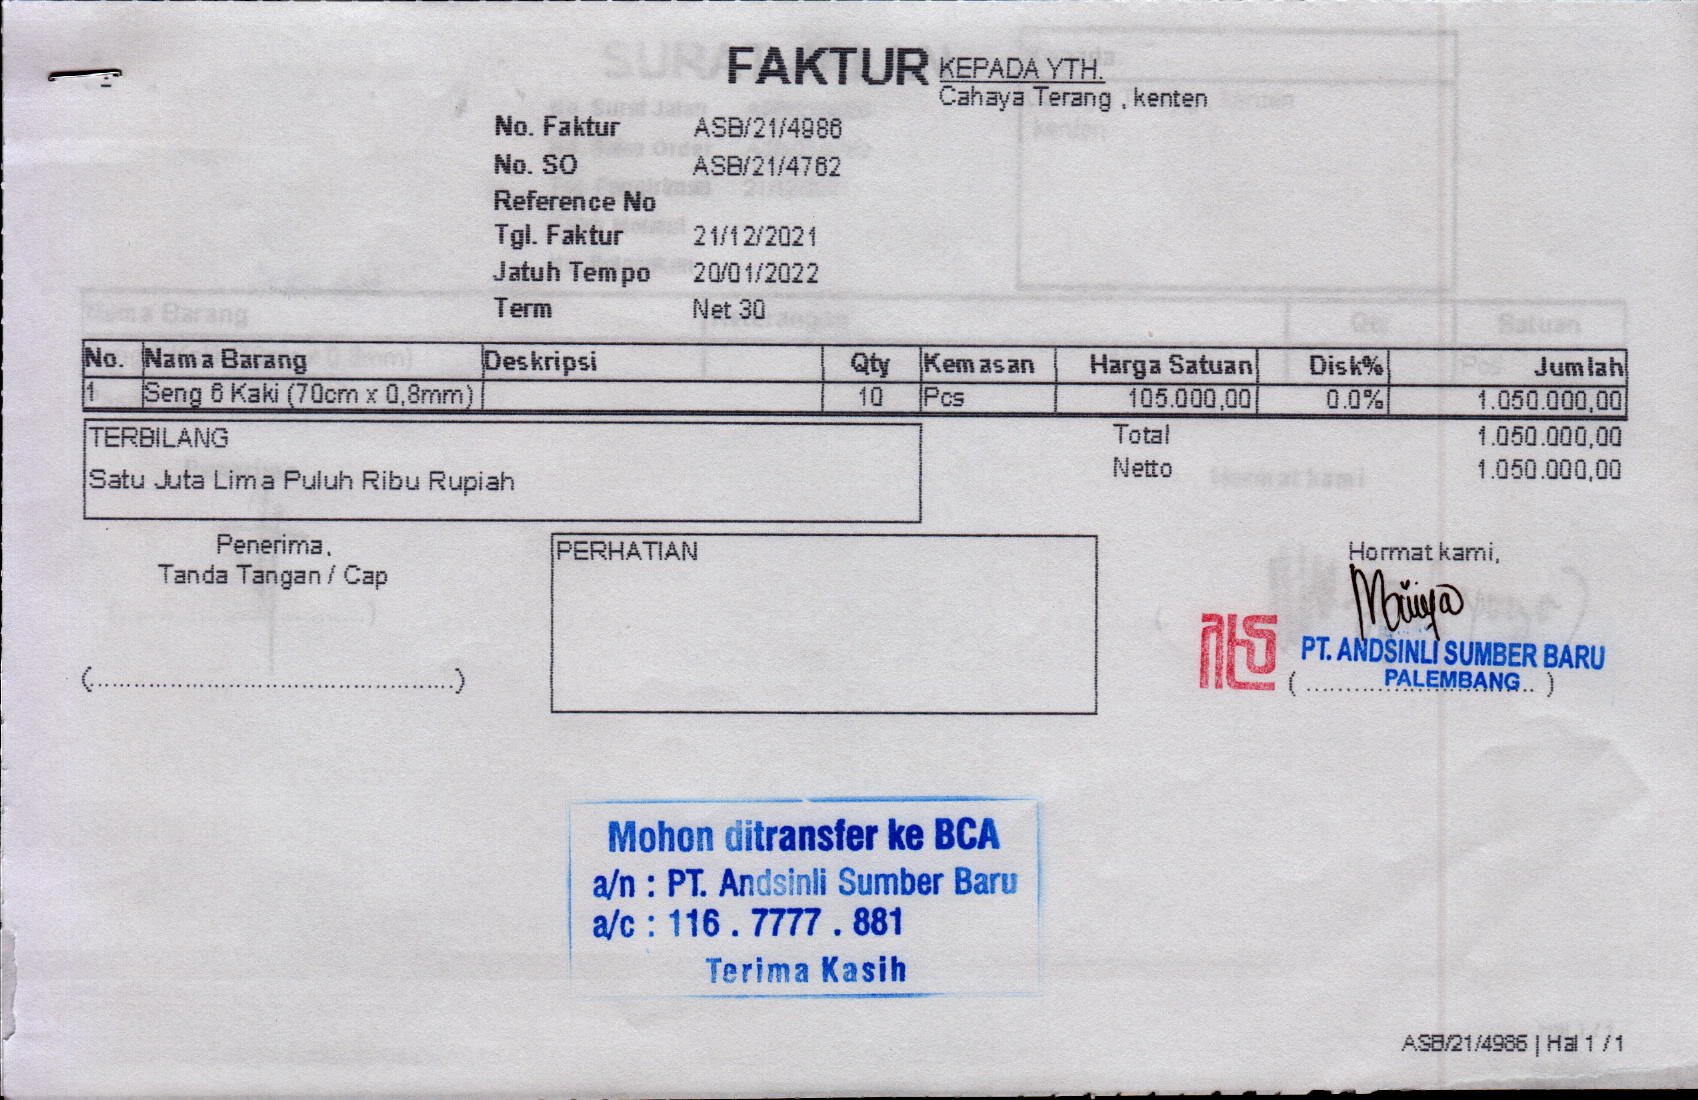 FAKTUR
KEPADA YTH.
Cahaya Terang , kenten
No. Faktur ASB/21/4986
No. SO ASB/21/4762
Reference No
Tgl. Faktur 21/12/2021
Jatuh Tempo 20/01/2022
Term Net 30
No. Nama Barang Deskripsi Qty Kemasan Harga Satuan Disk% Jumlah
1 Seng 6 Kaki (70cm x 0,8mm) 10 Pcs 105.000,00 0.0% 1.050.000,00
TERBILANG
Satu Juta Lima Puluh Ribu Rupiah
Total 1.050.000,00
Netto 1.050.000,00
Penerima,
Tanda Tangan / Cap
(............................................)
PERHATIAN
Hormat kami,
PT. ANDSINLI SUMBER BARU
PALEMBANG
Mohon ditransfer ke BCA
a/n : PT. Andsinli Sumber Baru
a/c : 116 . 7777 . 881
Terima Kasih
ASB/21/4986 | Hal 1 / 1